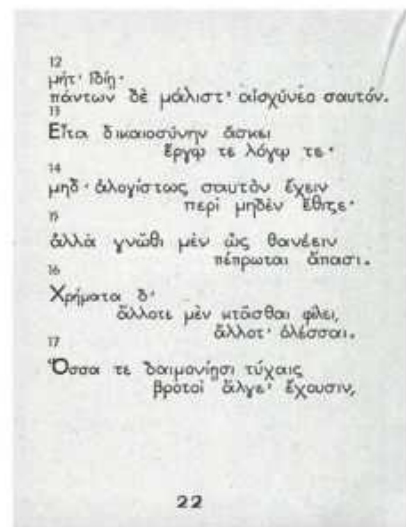 12
μήτ' ἰδίῃ·
πάντων δὲ μάλιστ' αἰσχύνεο σαυτόν.
13
Εἶτα δικαιοσύνην ἄσκει
ἔργῳ τε λόγῳ τε·
14
μηδ' ἀλογίστως σαυτὸν ἔχειν
περὶ μηδὲν ἔθιζε·
15
ἀλλὰ γνῶθι μὲν ὡς θανέειν
πέπρωται ἅπασι.
16
Χρήματα δ'
ἄλλοτε μὲν κτᾶσθαι φίλει,
ἄλλοτ' ὀλέσσαι.
17
Ὅσσα τε δαιμονίῃσι τύχαις
βροτοὶ ἄλγε' ἔχουσιν,
22